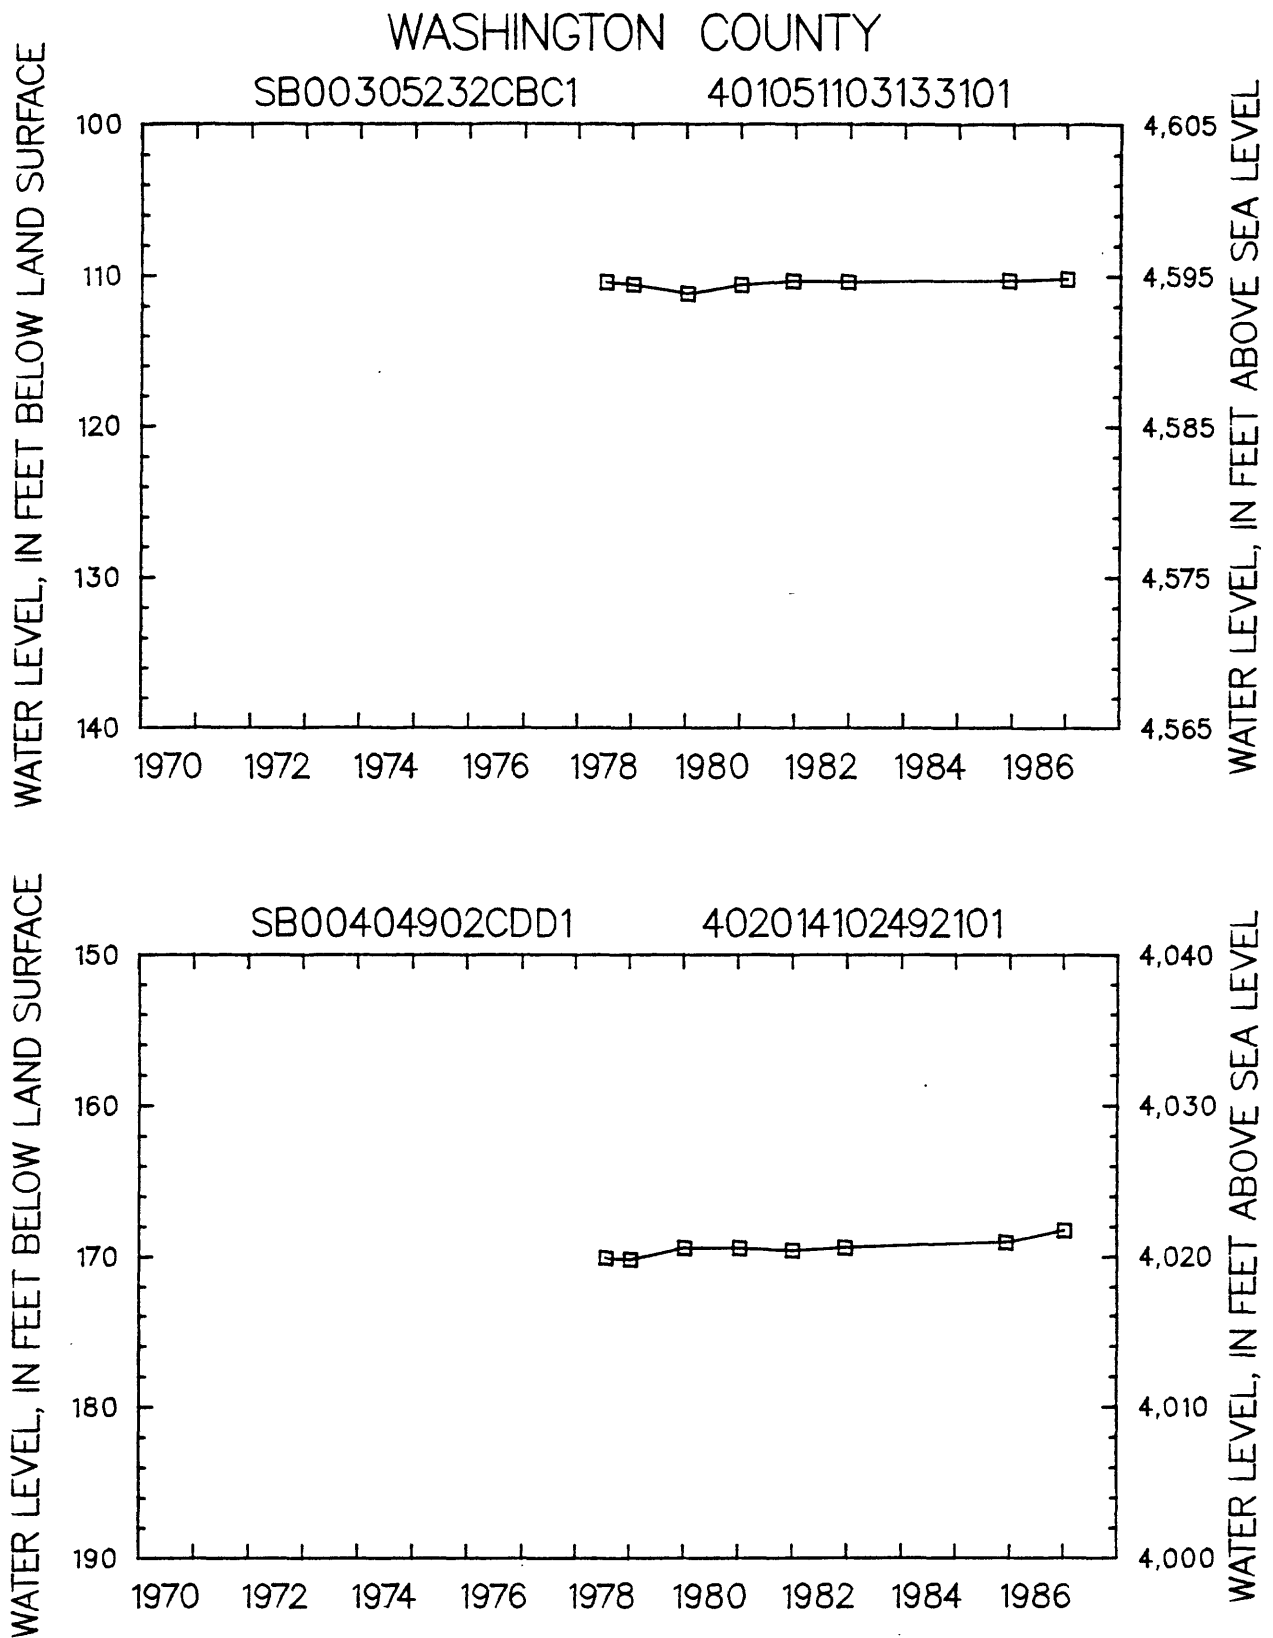 WASHINGTON COUNTY
SB00305232CBC1 401051103133101
WATER LEVEL, IN FEET BELOW LAND SURFACE
100
110
120
130
140
4,605
4,595
4,585
4,575
4,565
WATER LEVEL, IN FEET ABOVE SEA LEVEL
1970 1972 1974 1976 1978 1980 1982 1984 1986
SB00404902CDD1 402014102492101
WATER LEVEL, IN FEET BELOW LAND SURFACE
150
160
170
180
190
4,040
4,030
4,020
4,010
4,000
WATER LEVEL, IN FEET ABOVE SEA LEVEL
1970 1972 1974 1976 1978 1980 1982 1984 1986